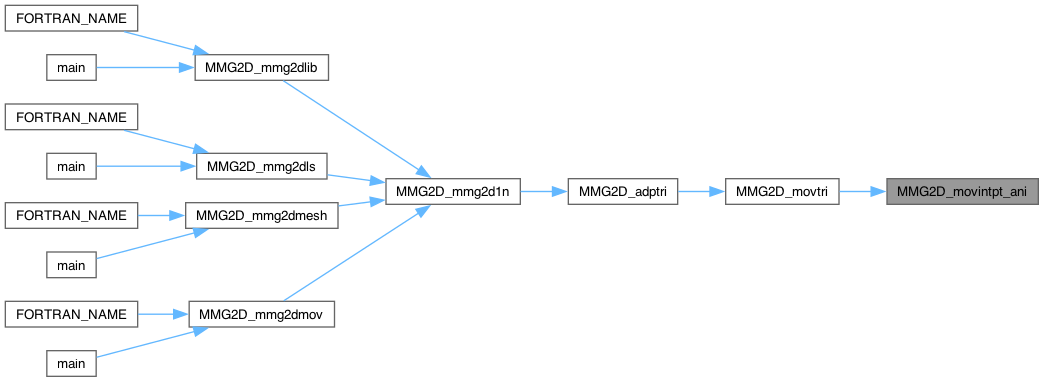 FORTRAN_NAME
main
MMG2D_mmg2dlib
FORTRAN_NAME
main
MMG2D_mmg2dls
MMG2D_mmg2d1n
MMG2D_adptri
MMG2D_movtri
MMG2D_movintpt_ani
FORTRAN_NAME
MMG2D_mmg2dmesh
main
FORTRAN_NAME
MMG2D_mmg2dmov
main